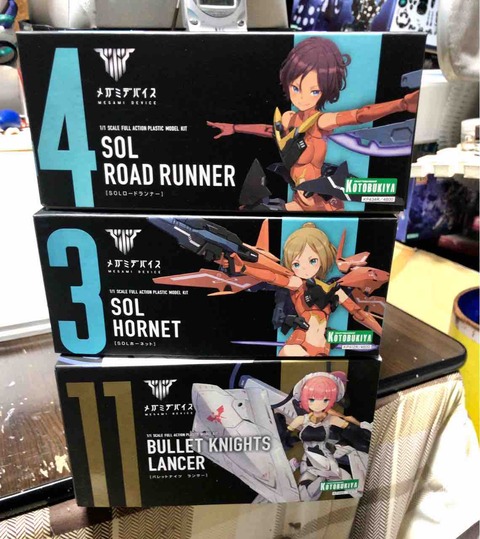 4
メガミデバイス
MEGAMI DEVICE
1/1 SCALE FULL ACTION PLASTIC MODEL KIT
SOL
ROAD RUNNER
[SOLロードランナー]
KOTOBUKIYA
3
メガミデバイス
MEGAMI DEVICE
1/1 SCALE FULL ACTION PLASTIC MODEL KIT
SOL
HORNET
[SOLホーネット]
KOTOBUKIYA
11
メガミデバイス
MEGAMI DEVICE
1/1 SCALE FULL ACTION PLASTIC MODEL KIT
BULLET KNIGHTS
LANCER
[バレットナイツ ランサー]
KOTOBUKIYA